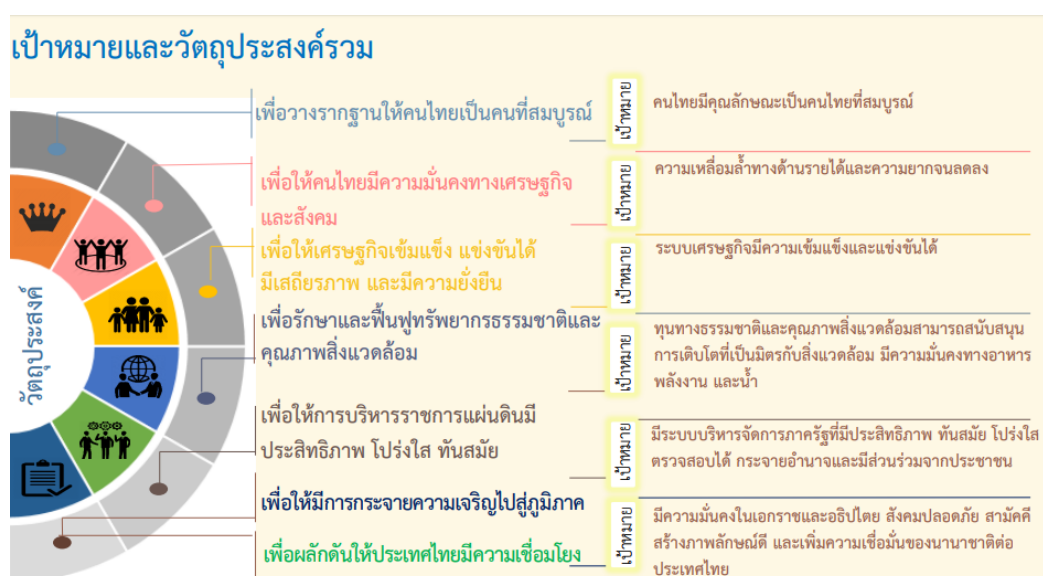 เป้าหมายและวัตถุประสงค์รวม
วัตถุประสงค์
เพื่อวางรากฐานให้คนไทยเป็นคนที่สมบูรณ์
เป้าหมาย
คนไทยมีคุณลักษณะเป็นคนไทยที่สมบูรณ์
เพื่อให้คนไทยมีความมั่นคงทางเศรษฐกิจ
และสังคม
เป้าหมาย
ความเหลื่อมล้ำทางด้านรายได้และความยากจนลดลง
เพื่อให้เศรษฐกิจเข้มแข็ง แข่งขันได้
มีเสถียรภาพ และมีความยั่งยืน
เป้าหมาย
ระบบเศรษฐกิจมีความเข้มแข็งและแข่งขันได้
เพื่อรักษาและฟื้นฟูทรัพยากรธรรมชาติและ
คุณภาพสิ่งแวดล้อม
เป้าหมาย
ทุนทางธรรมชาติและคุณภาพสิ่งแวดล้อมสามารถสนับสนุน
การเติบโตที่เป็นมิตรกับสิ่งแวดล้อม มีความมั่นคงทางอาหาร
พลังงาน และน้ำ
เพื่อให้การบริหารราชการแผ่นดินมี
ประสิทธิภาพ โปร่งใส ทันสมัย
เป้าหมาย
มีระบบบริหารจัดการภาครัฐที่มีประสิทธิภาพ ทันสมัย โปร่งใส
ตรวจสอบได้ กระจายอำนาจและมีส่วนร่วมจากประชาชน
เพื่อให้มีการกระจายความเจริญไปสู่ภูมิภาค
เพื่อผลักดันให้ประเทศไทยมีความเชื่อมโยง
เป้าหมาย
มีความมั่นคงในเอกราชและอธิปไตย สังคมปลอดภัย สามัคคี
สร้างภาพลักษณ์ดี และเพิ่มความเชื่อมั่นของนานาชาติต่อ
ประเทศไทย